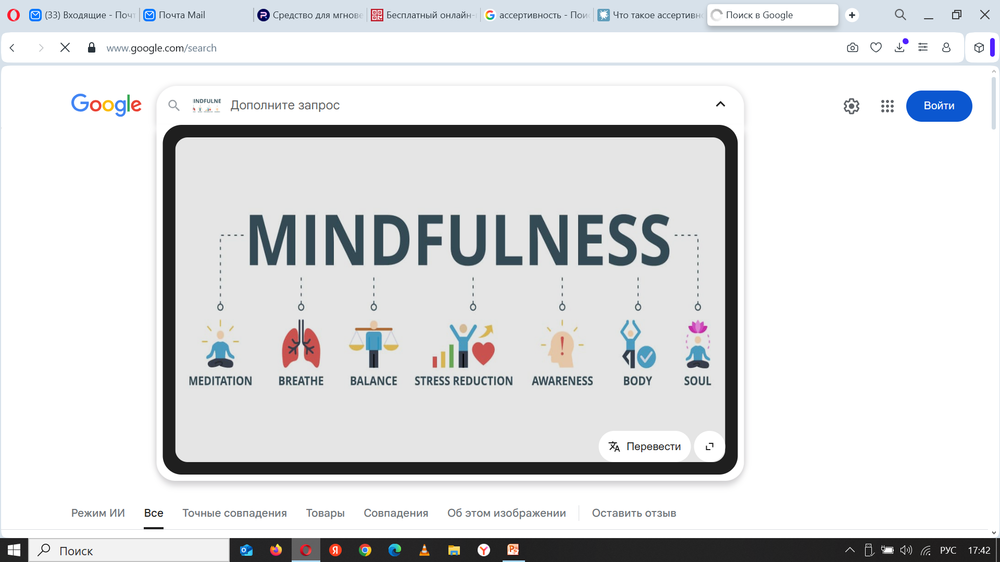 (33) Входящие - Почт
Почта Mail
Средство для мгнове
Бесплатный онлайн-
ассертивность - Пои
Что такое ассертивн
Поиск в Google
www.google.com/search
Google
INDFULNE
Дополните запрос
Войти
MINDFULNESS
MEDITATION
BREATHE
BALANCE
STRESS REDUCTION
AWARENESS
BODY
SOUL
Перевести
Режим ИИ
Все
Точные совпадения
Товары
Совпадения
Об этом изображении
Оставить отзыв
Поиск
РУС
17:42